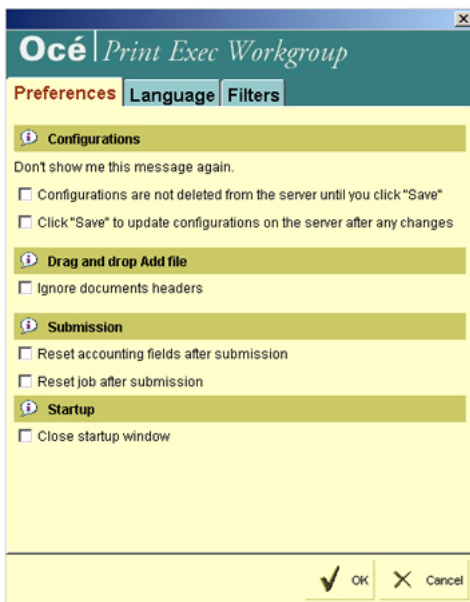 Océ | Print Exec Workgroup
Preferences Language Filters
Configurations
Don't show me this message again.
Configurations are not deleted from the server until you click "Save"
Click "Save" to update configurations on the server after any changes
Drag and drop Add file
Ignore documents headers
Submission
Reset accounting fields after submission
Reset job after submission
Startup
Close startup window
OK Cancel